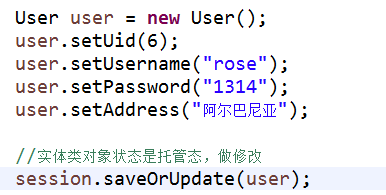 User user = new User();
user.setUid(6);
user.setUsername("rose");
user.setPassword("1314");
user.setAddress("阿尔巴尼亚");
//实体类对象状态是托管态，做修改
session.saveOrUpdate(user);